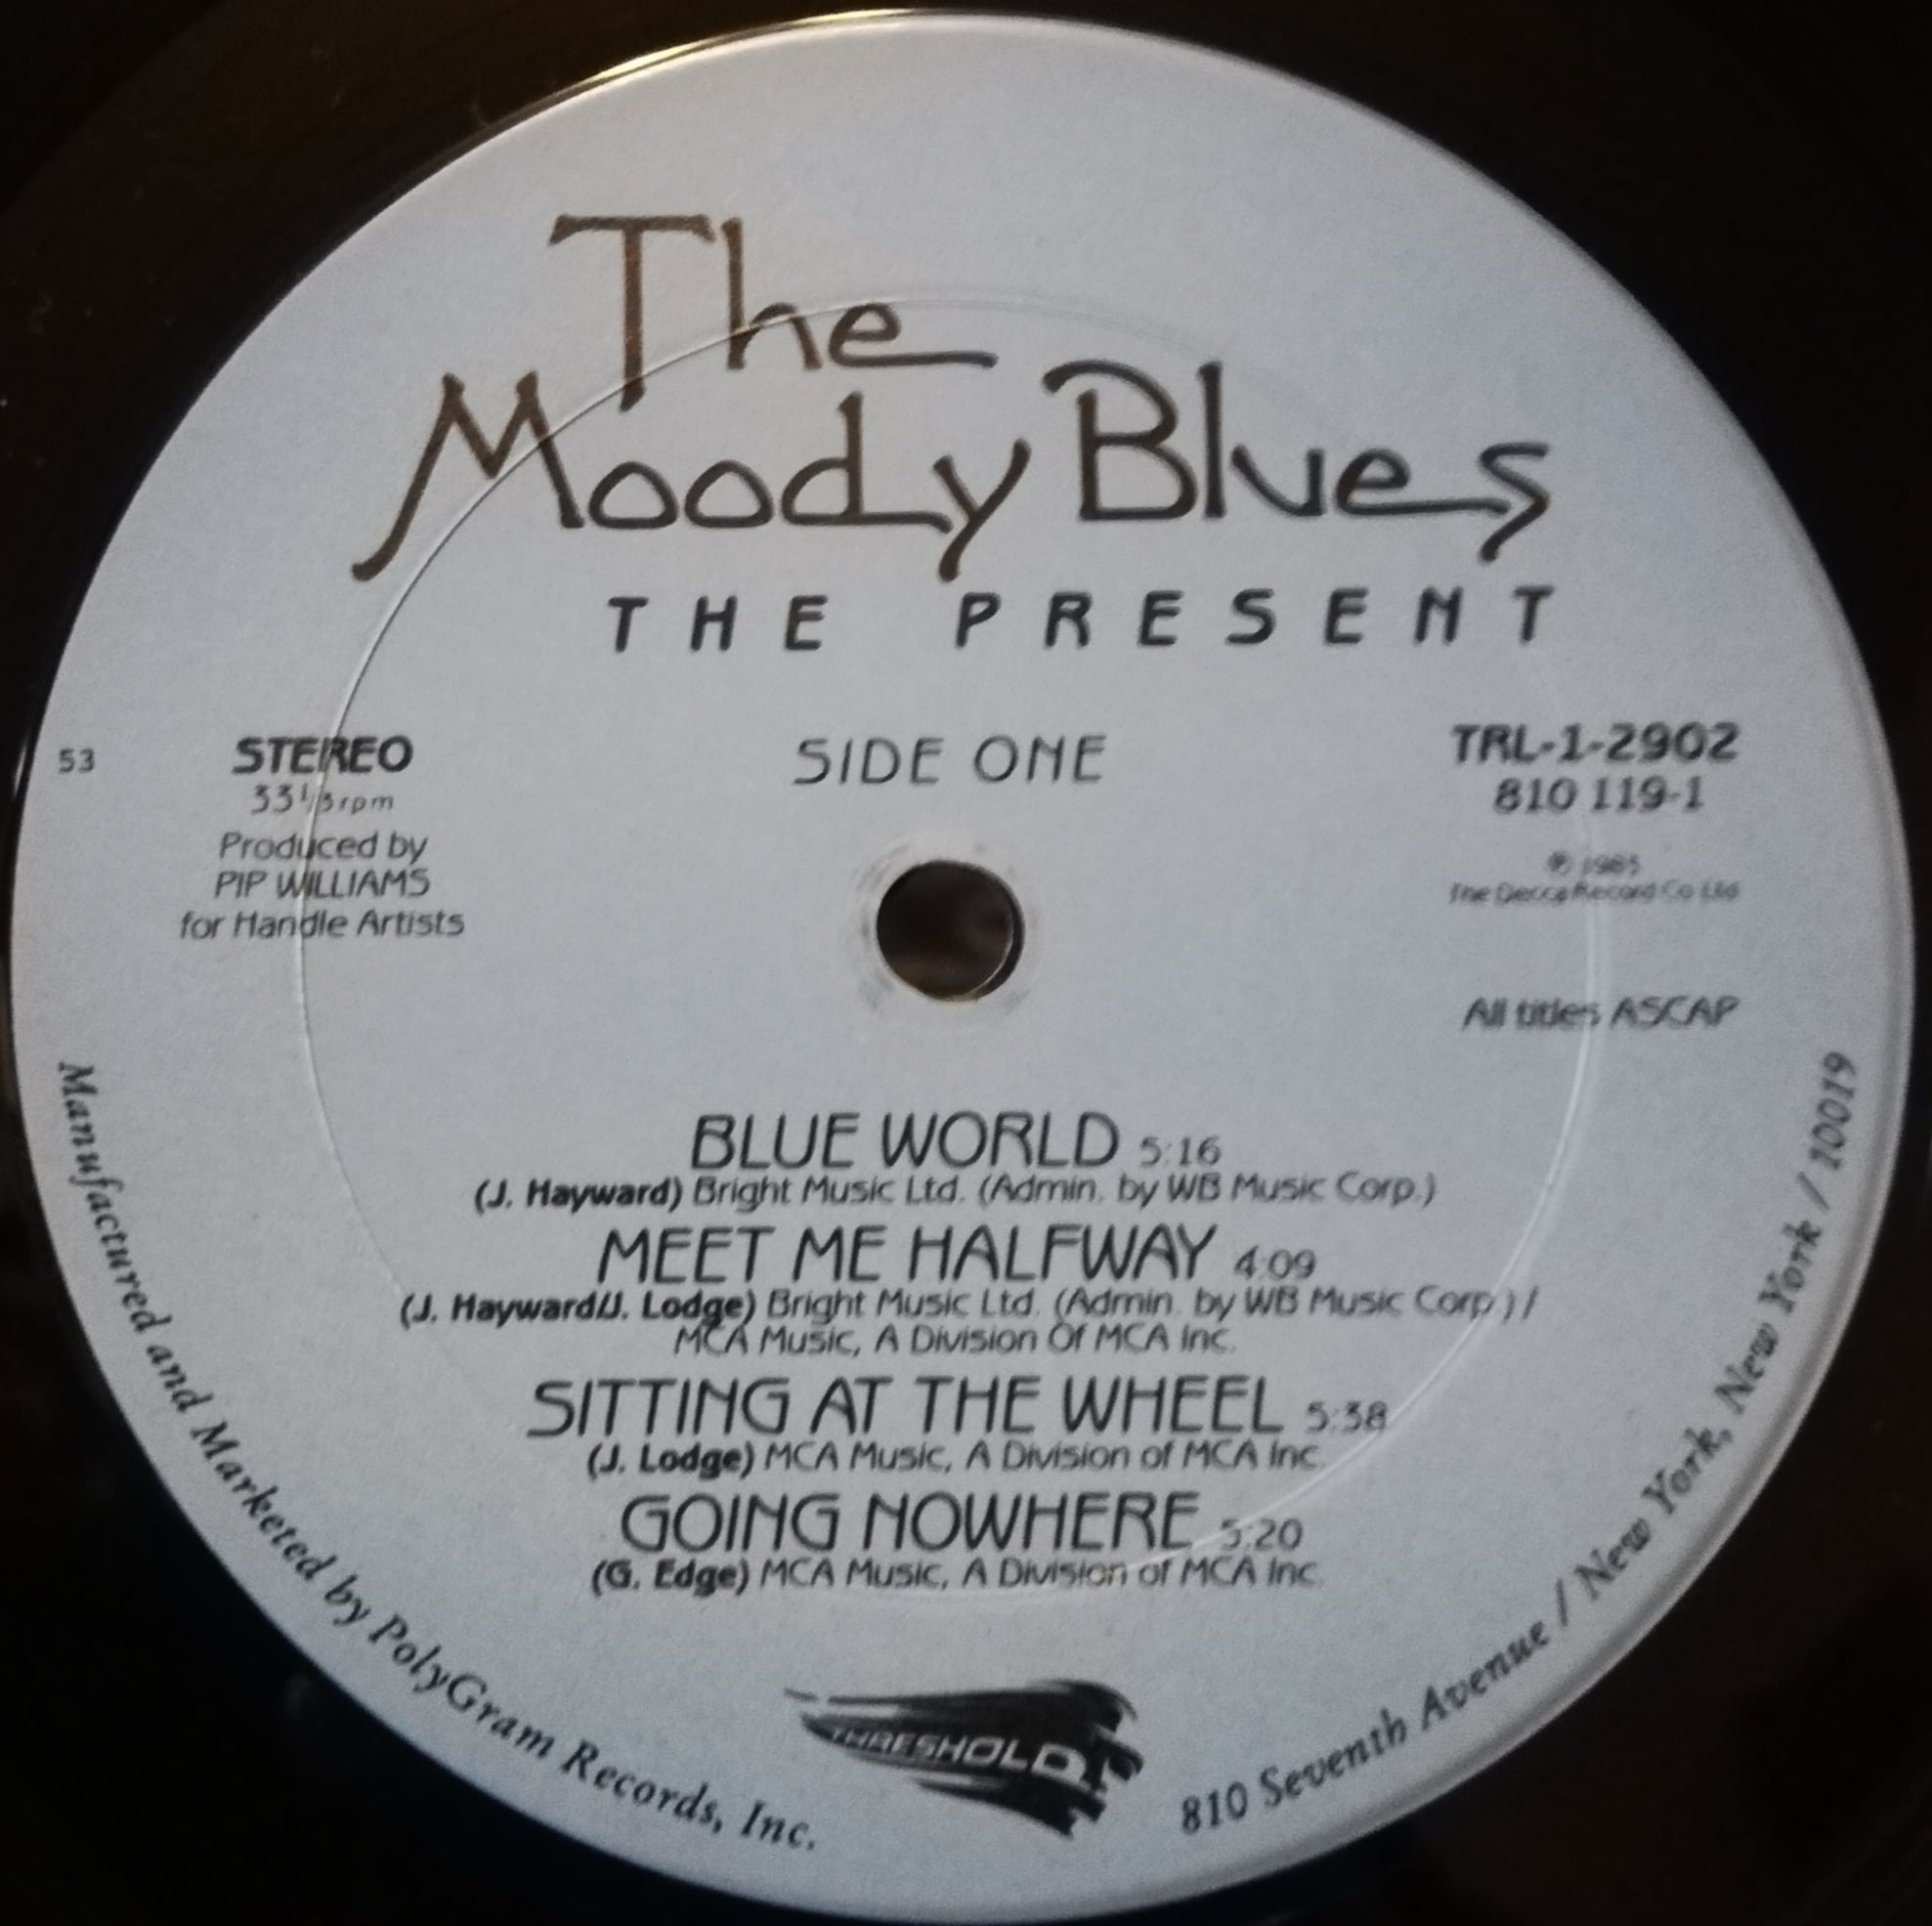 The
Moody Blues
THE PRESENT
53
STEREO
33 1/3 rpm
Produced by
PIP WILLIAMS
for Handle Artists
SIDE ONE
TRL-1-2902
810 119-1
The Decca Record Co Ltd
All titles ASCAP
BLUE WORLD 5:16
(J. Hayward) Bright Music Ltd. (Admin. by WB Music Corp.)
MEET ME HALFWAY 4:09
(J. Hayward/J. Lodge) Bright Music Ltd. (Admin. by WB Music Corp.) /
MCA Music, A Division Of MCA Inc.
SITTING AT THE WHEEL 5:38
(J. Lodge) MCA Music, A Division of MCA Inc.
GOING NOWHERE 5:20
(G. Edge) MCA Music, A Division of MCA Inc.
THRESHOLD
Manufactured and Marketed by PolyGram Records, Inc.
810 Seventh Avenue / New York, New York / 10019